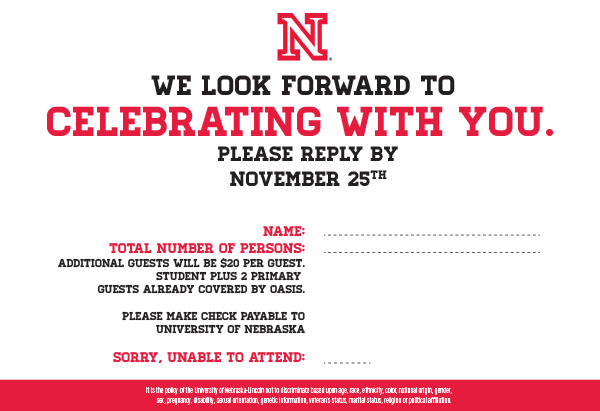 N
WE LOOK FORWARD TO
CELEBRATING WITH YOU.
PLEASE REPLY BY
NOVEMBER 25TH
NAME:
TOTAL NUMBER OF PERSONS:
ADDITIONAL GUESTS WILL BE $20 PER GUEST.
STUDENT PLUS 2 PRIMARY
GUESTS ALREADY COVERED BY OASIS.
PLEASE MAKE CHECK PAYABLE TO
UNIVERSITY OF NEBRASKA
SORRY, UNABLE TO ATTEND:
It is the policy of the University of Nebraska-Lincoln not to discriminate based upon age, race, ethnicity, color, national origin, gender,
sex, pregnancy, disability, sexual orientation, genetic information, veteran's status, marital status, religion or political affiliation.